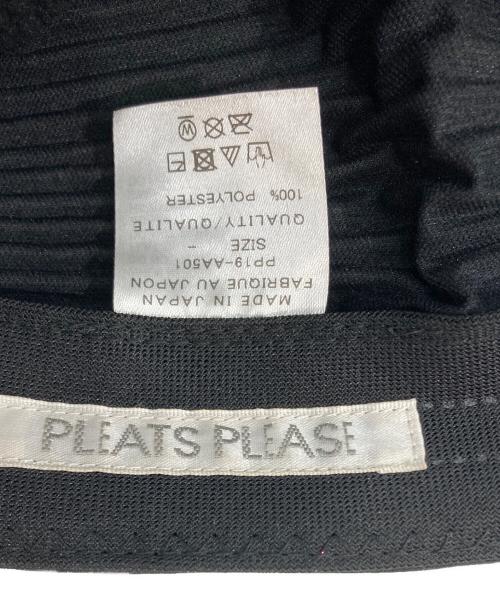 MADE IN JAPAN
FABRIQUE AU JAPON
PP19-AA501
SIZE -
QUALITY/QUALITE
100% POLYESTER
PLEATS PLEASE